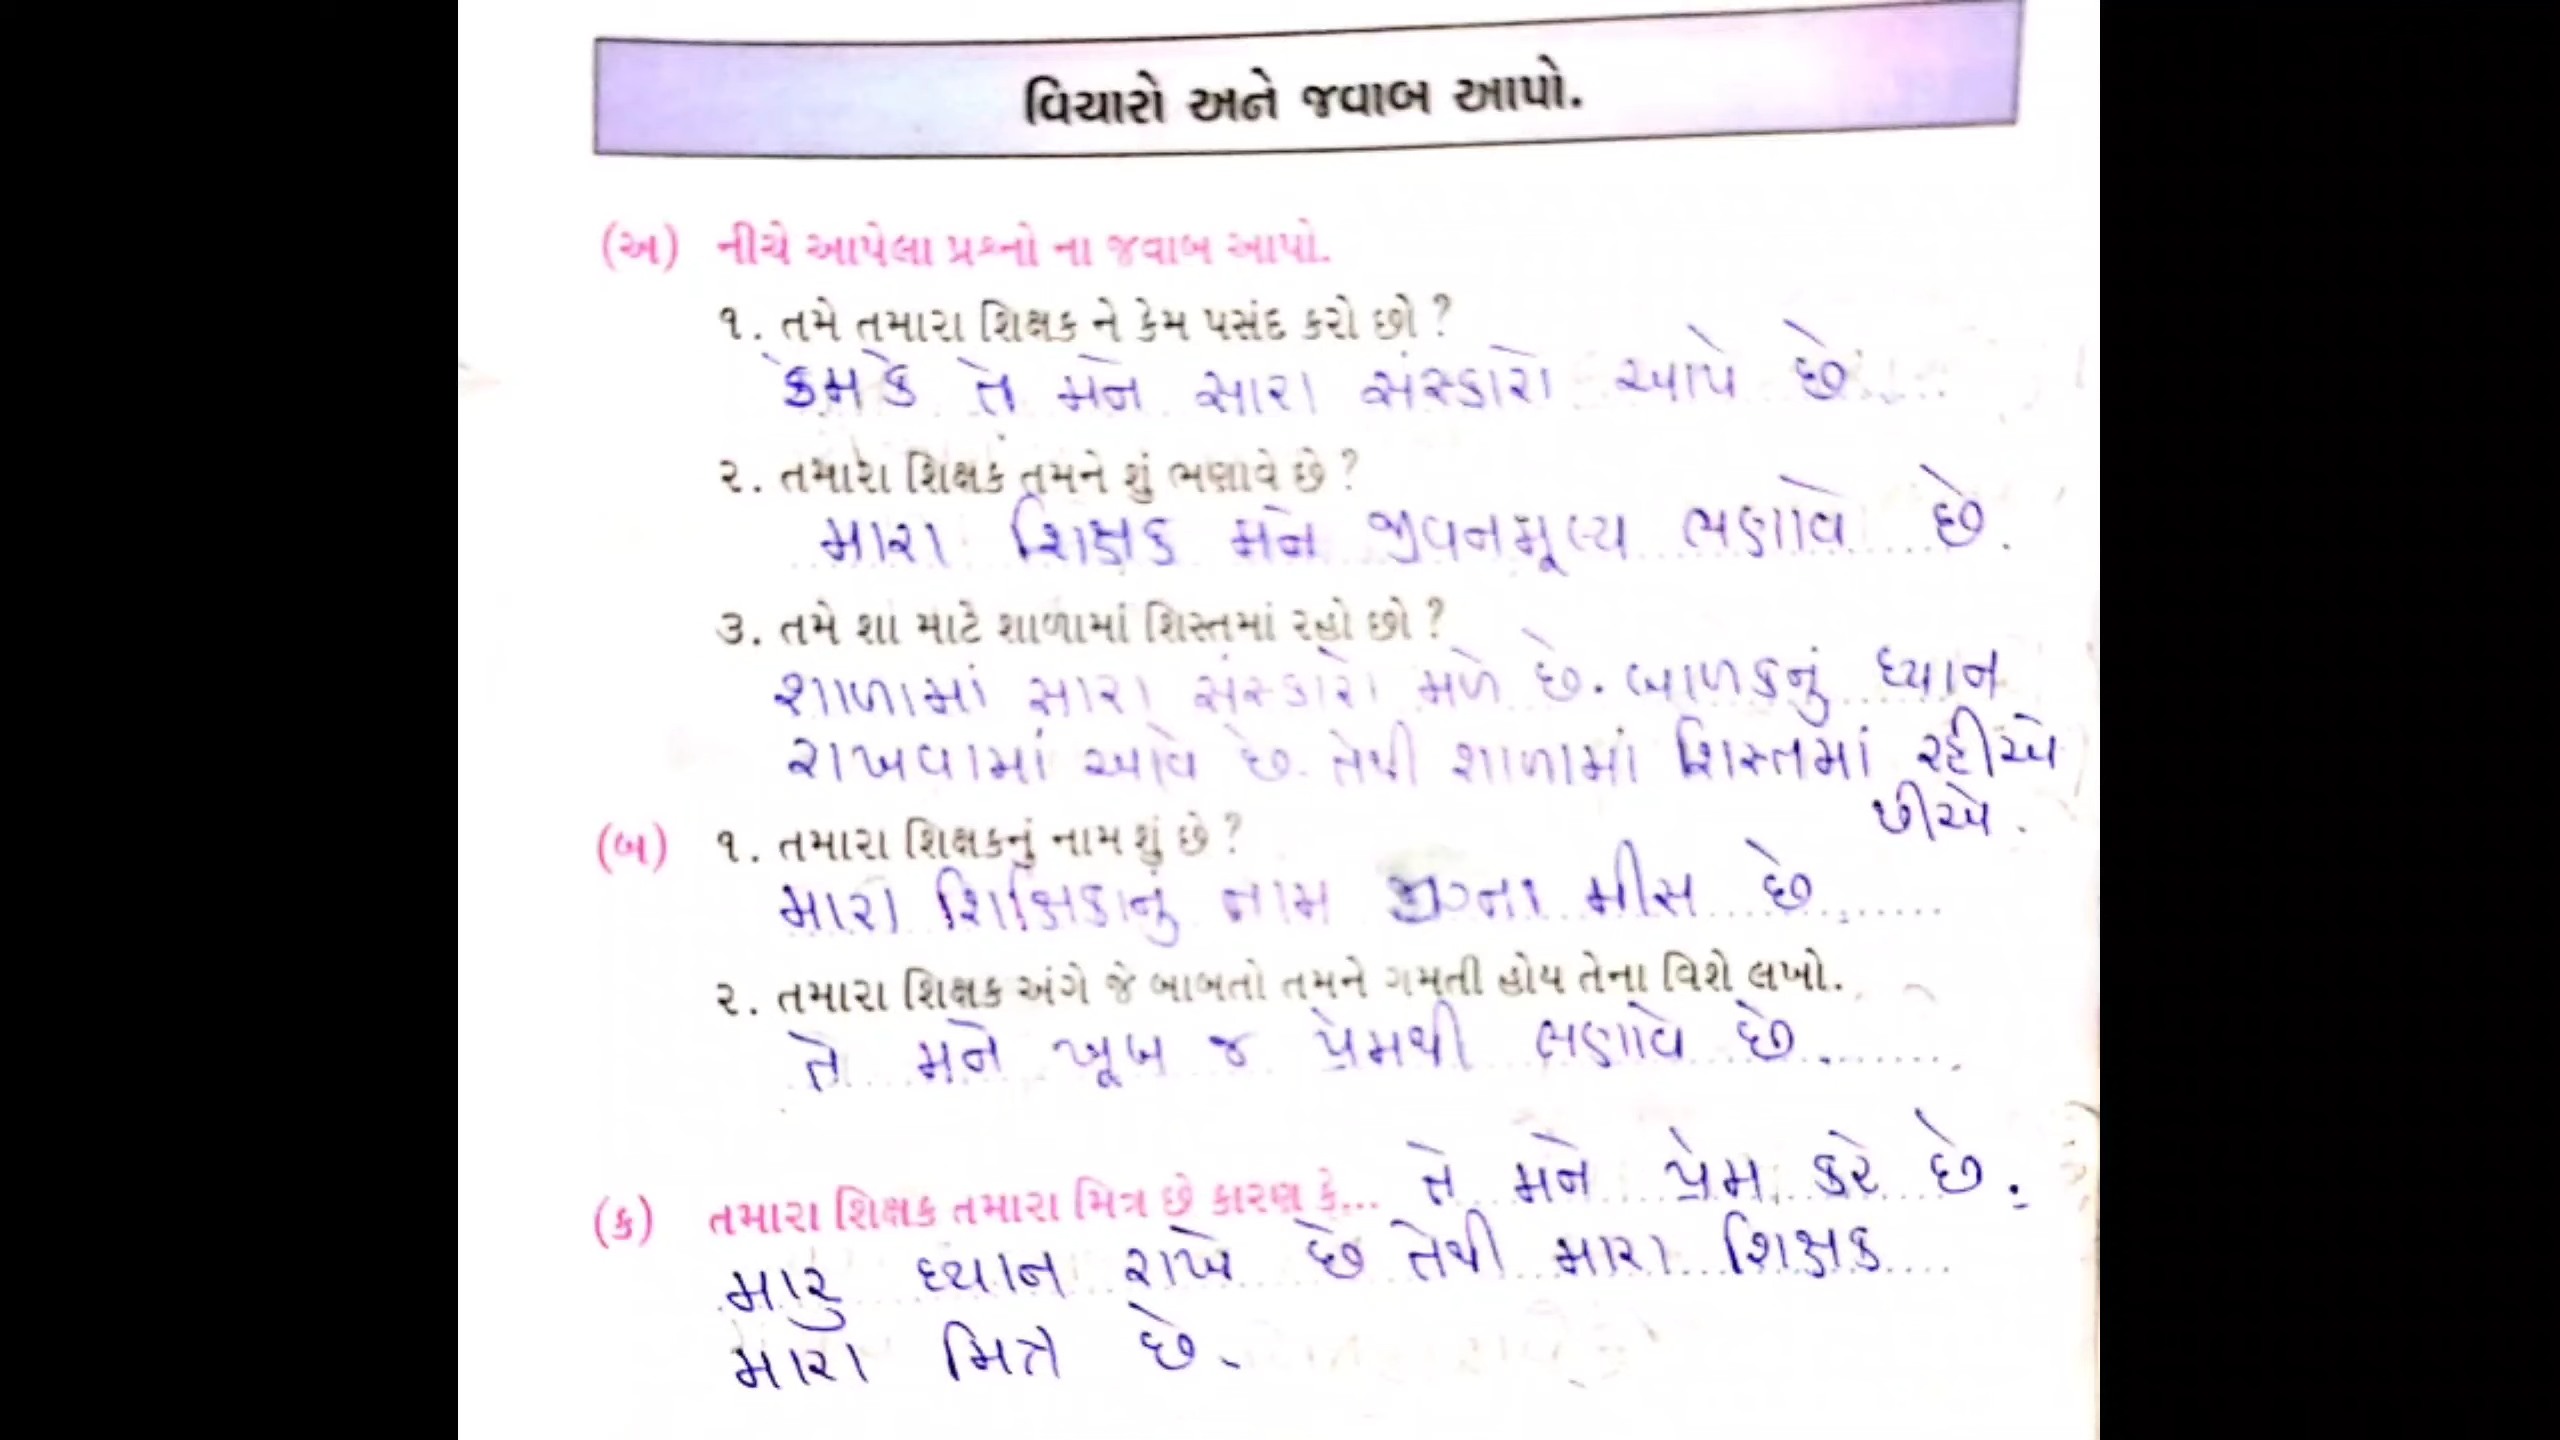 વિચારો અને જવાબ આપો.
(અ) નીચે આપેલા પ્રશ્નો ના જવાબ આપો.
૧. તમે તમારા શિક્ષક ને કેમ પસંદ કરો છો ?
કેમકે તે મને સારા સંસ્કારો આપે છે
૨. તમારા શિક્ષક તમને શું ભણાવે છે ?
મારા શિક્ષક મને જીવનમૂલ્ય ભણાવે છે.
૩. તમે શા માટે શાળામાં શિસ્તમાં રહો છો ?
શાળામાં સારા સંસ્કારો મળે છે. બાળકનું ધ્યાન
રાખવામાં આવે છે. તેથી શાળામાં શિસ્તમાં રહીએ
છીએ.
(બ) ૧. તમારા શિક્ષકનું નામ શું છે ?
મારા શિક્ષિકાનું નામ મીસ છે
૨. તમારા શિક્ષક અંગે જે બાબતો તમને ગમતી હોય તેના વિશે લખો.
તે મને ખૂબ જ પ્રેમથી ભણાવે છે.
(ક) તમારા શિક્ષક તમારા મિત્ર છે કારણ કે... તે મને પ્રેમ કરે છે.
મારુ ધ્યાન રાખે છે તેથી મારા શિક્ષક
મારા મિત્ર છે.